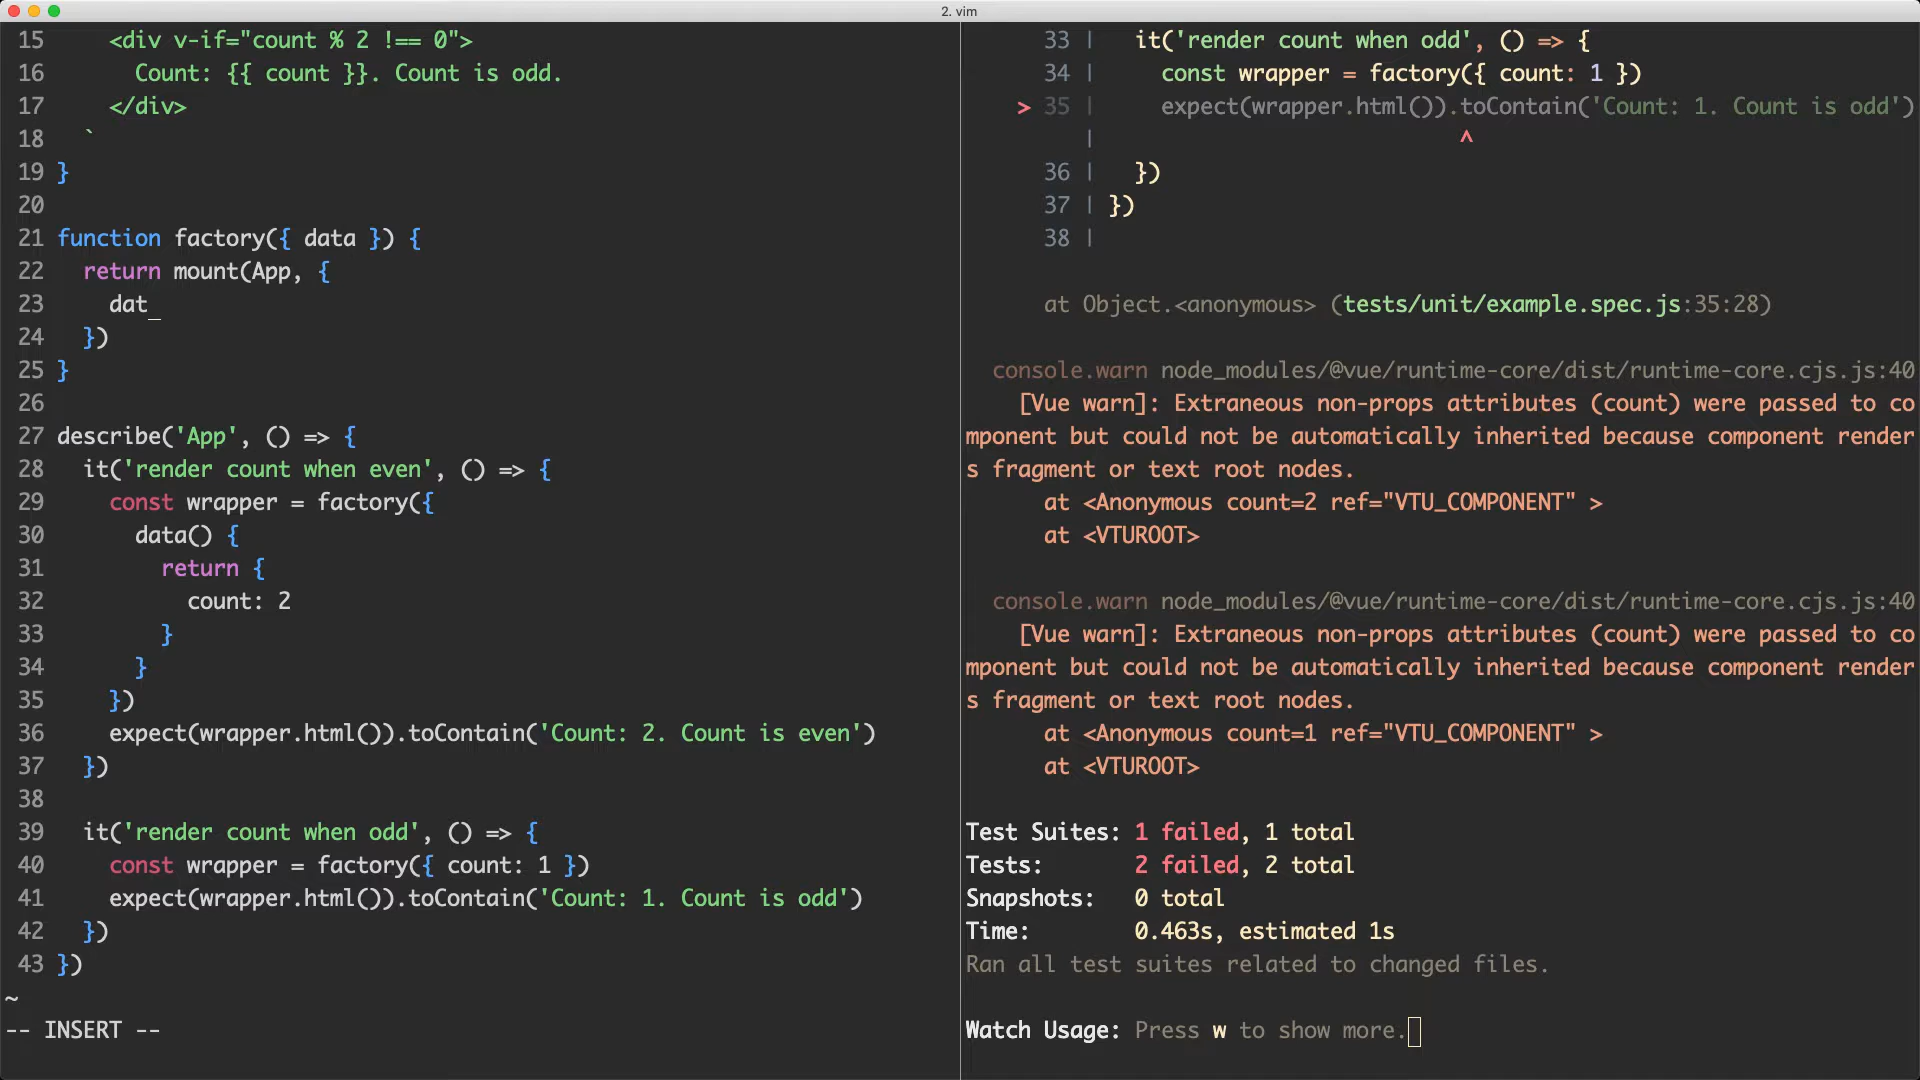 2. vim
15     <div v-if="count % 2 !== 0">
16       Count: {{ count }}. Count is odd.
17     </div>
18   `
19 }
20
21 function factory({ data }) {
22   return mount(App, {
23     dat_
24   })
25 }
26
27 describe('App', () => {
28   it('render count when even', () => {
29     const wrapper = factory({
30       data() {
31         return {
32           count: 2
33         }
34       }
35     })
36     expect(wrapper.html()).toContain('Count: 2. Count is even')
37   })
38
39   it('render count when odd', () => {
40     const wrapper = factory({ count: 1 })
41     expect(wrapper.html()).toContain('Count: 1. Count is odd')
42   })
43 })
~
-- INSERT --
33 |   it('render count when odd', () => {
34 |     const wrapper = factory({ count: 1 })
> 35 |     expect(wrapper.html()).toContain('Count: 1. Count is odd')
|                            ^
36 |   })
37 | })
38 |
at Object.<anonymous> (tests/unit/example.spec.js:35:28)
console.warn node_modules/@vue/runtime-core/dist/runtime-core.cjs.js:40
[Vue warn]: Extraneous non-props attributes (count) were passed to co
mponent but could not be automatically inherited because component render
s fragment or text root nodes.
at <Anonymous count=2 ref="VTU_COMPONENT" >
at <VTUROOT>
console.warn node_modules/@vue/runtime-core/dist/runtime-core.cjs.js:40
[Vue warn]: Extraneous non-props attributes (count) were passed to co
mponent but could not be automatically inherited because component render
s fragment or text root nodes.
at <Anonymous count=1 ref="VTU_COMPONENT" >
at <VTUROOT>
Test Suites: 1 failed, 1 total
Tests:       2 failed, 2 total
Snapshots:   0 total
Time:        0.463s, estimated 1s
Ran all test suites related to changed files.
Watch Usage: Press w to show more.